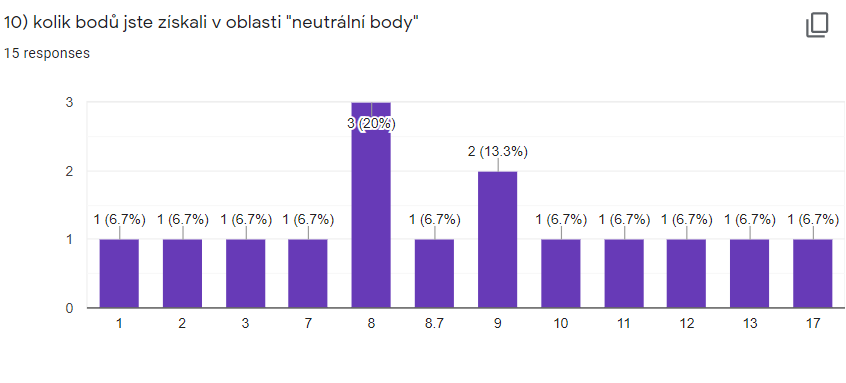 10) kolik bodů jste získali v oblasti "neutrální body"
15 responses
3
2
1
0
1 (6.7%) 1 (6.7%) 1 (6.7%) 1 (6.7%) 3 (20%) 1 (6.7%) 2 (13.3%) 1 (6.7%) 1 (6.7%) 1 (6.7%) 1 (6.7%) 1 (6.7%)
1 2 3 7 8 8.7 9 10 11 12 13 17